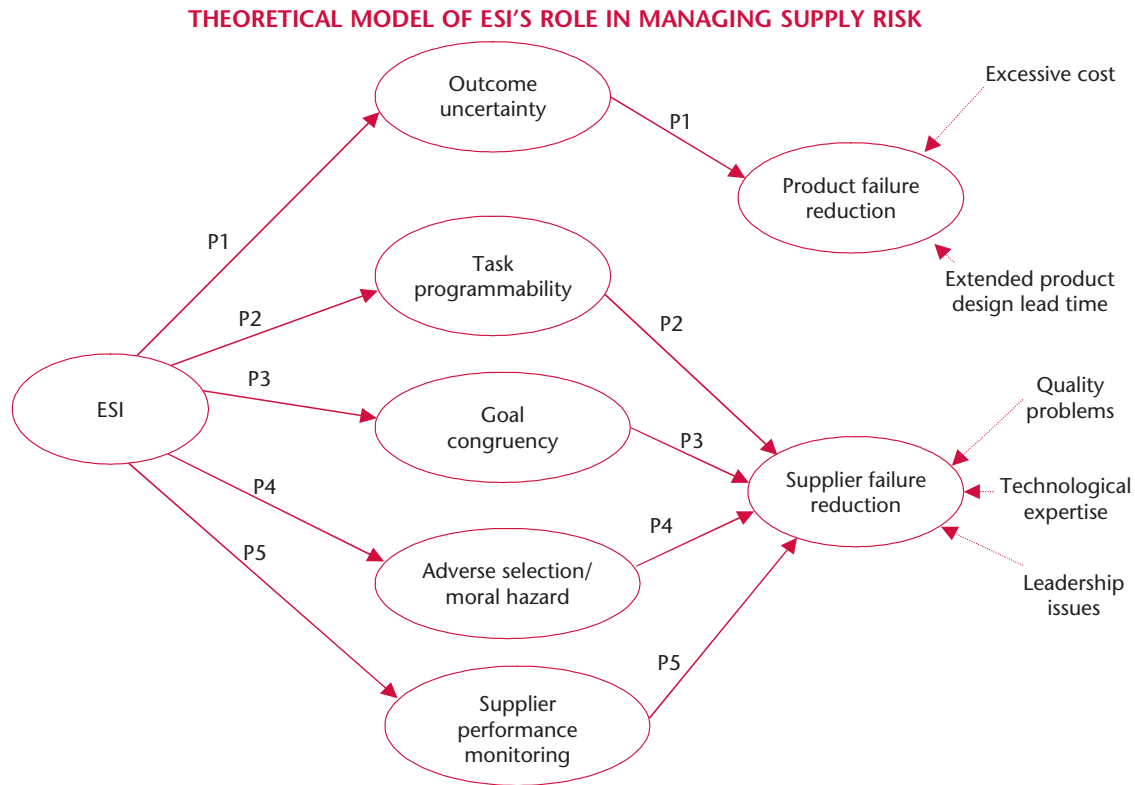 THEORETICAL MODEL OF ESI'S ROLE IN MANAGING SUPPLY RISK
Outcome
uncertainty
P1
Excessive cost
Product failure
reduction
P1
Task
programmability
Extended product
design lead time
P2
P2
ESI
P3
Goal
congruency
P3
Quality
problems
Supplier failure
reduction
Technological
expertise
P4
P4
Adverse selection/
moral hazard
Leadership
issues
P5
P5
Supplier
performance
monitoring